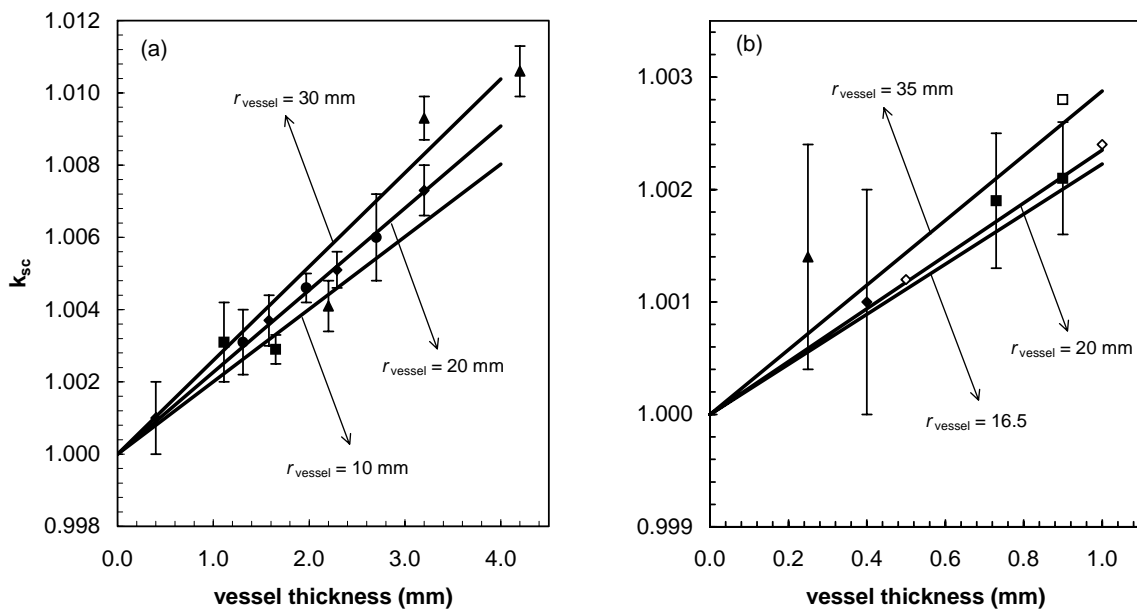 (a)
k_sc
1.012
1.010
1.008
1.006
1.004
1.002
1.000
0.998
r_vessel = 30 mm
r_vessel = 20 mm
r_vessel = 10 mm
0.0 1.0 2.0 3.0 4.0
vessel thickness (mm)
(b)
1.003
1.002
1.001
1.000
0.999
r_vessel = 35 mm
r_vessel = 20 mm
r_vessel = 16.5
0.0 0.2 0.4 0.6 0.8 1.0
vessel thickness (mm)